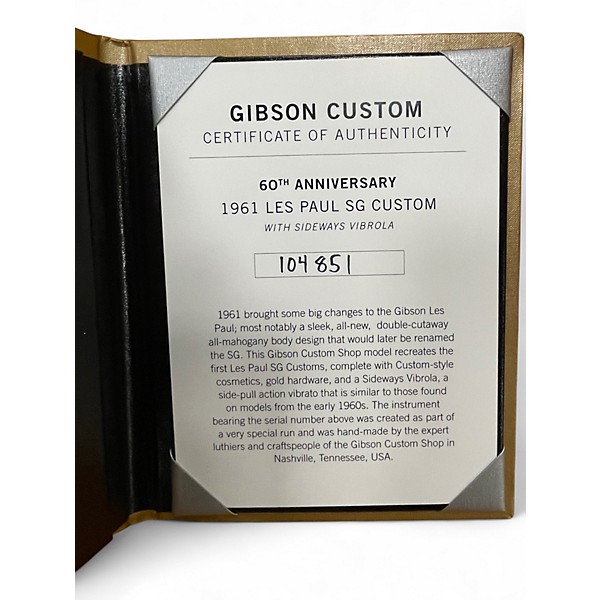 GIBSON CUSTOM
CERTIFICATE OF AUTHENTICITY
60TH ANNIVERSARY
1961 LES PAUL SG CUSTOM
WITH SIDEWAYS VIBROLA
104851
1961 brought some big changes to the Gibson Les
Paul; most notably a sleek, all-new, double-cutaway
all-mahogany body design that would later be renamed
the SG. This Gibson Custom Shop model recreates the
first Les Paul SG Customs, complete with Custom-style
cosmetics, gold hardware, and a Sideways Vibrola, a
side-pull action vibrato that is similar to those found
on models from the early 1960s. The instrument
bearing the serial number above was created as part of
a very special run and was hand-made by the expert
luthiers and craftspeople of the Gibson Custom Shop in
Nashville, Tennessee, USA.